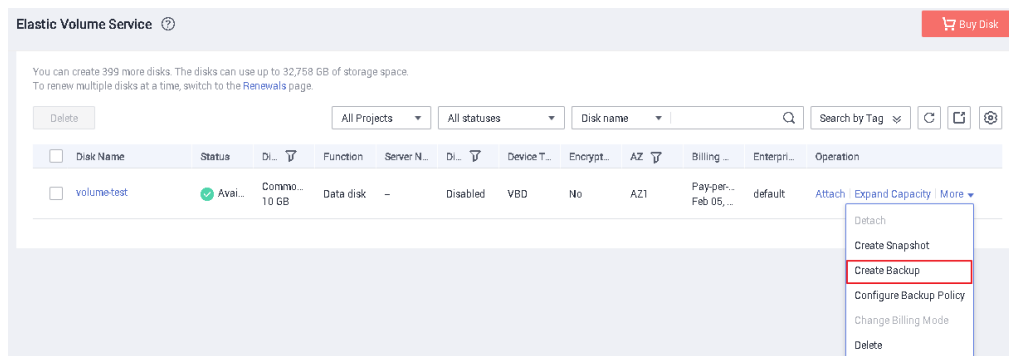 Elastic Volume Service
Buy Disk
You can create 399 more disks. The disks can use up to 32,758 GB of storage space.
To renew multiple disks at a time, switch to the Renewals page.
Delete All Projects All statuses Disk name Search by Tag
Disk Name Status Di... Function Server N... Di... Device T... Encrypt... AZ Billing ... Enterpri... Operation
volume-test Avai... Commo... 10 GB Data disk -- Disabled VBD No AZ1 Pay-per-... Feb 05, ... default Attach Expand Capacity More
Detach
Create Snapshot
Create Backup
Configure Backup Policy
Change Billing Mode
Delete